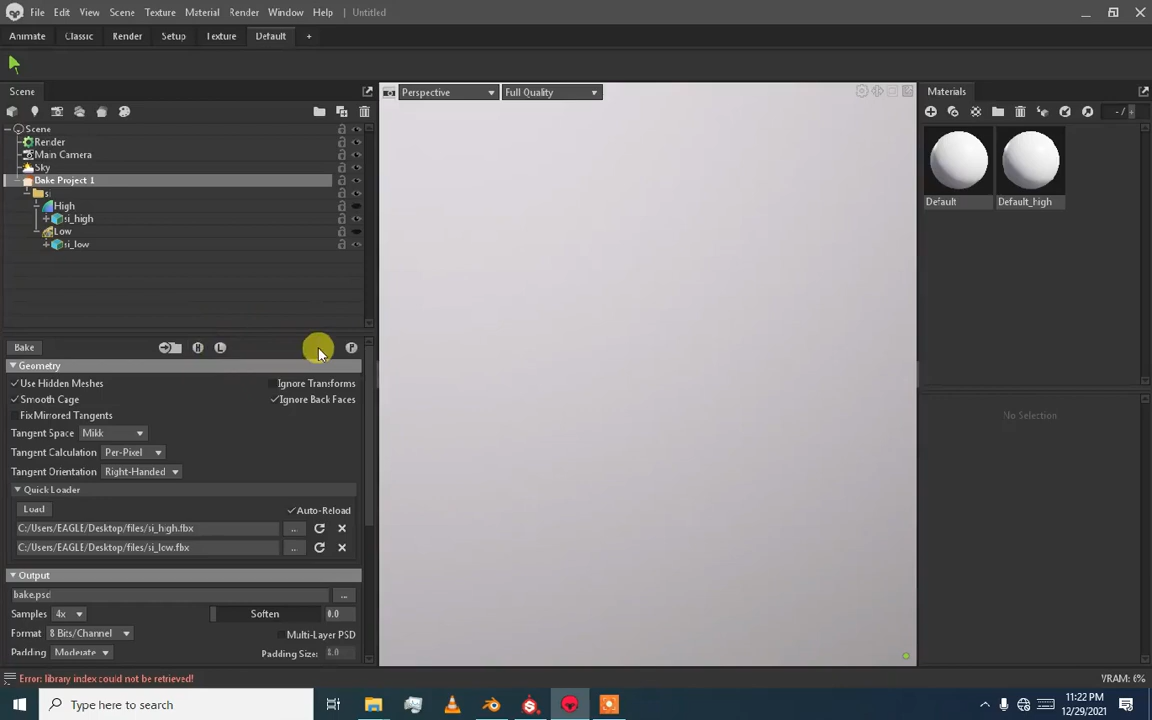 File Edit View Scene Texture Material Render Window Help Untitled
Animate Classic Render Setup Texture Default +
Scene
Perspective Full Quality
Materials
- /
Scene
Render
Main Camera
Sky
Bake Project 1
si
High
si_high
Low
si_low
Default Default_high
Bake
H L P
Geometry
Use Hidden Meshes Ignore Transforms
Smooth Cage Ignore Back Faces
Fix Mirrored Tangents
Tangent Space Mikk
Tangent Calculation Per-Pixel
Tangent Orientation Right-Handed
Quick Loader
Load Auto-Reload
C:/Users/EAGLE/Desktop/files/si_high.fbx ...
C:/Users/EAGLE/Desktop/files/si_low.fbx ...
Output
bake.psd ...
Samples 4x Soften 0.0
Format 8 Bits/Channel Multi-Layer PSD
Padding Moderate Padding Size:
No Selection
Error: library index could not be retrieved! VRAM: 6%
Type here to search
11:22 PM
12/29/2021